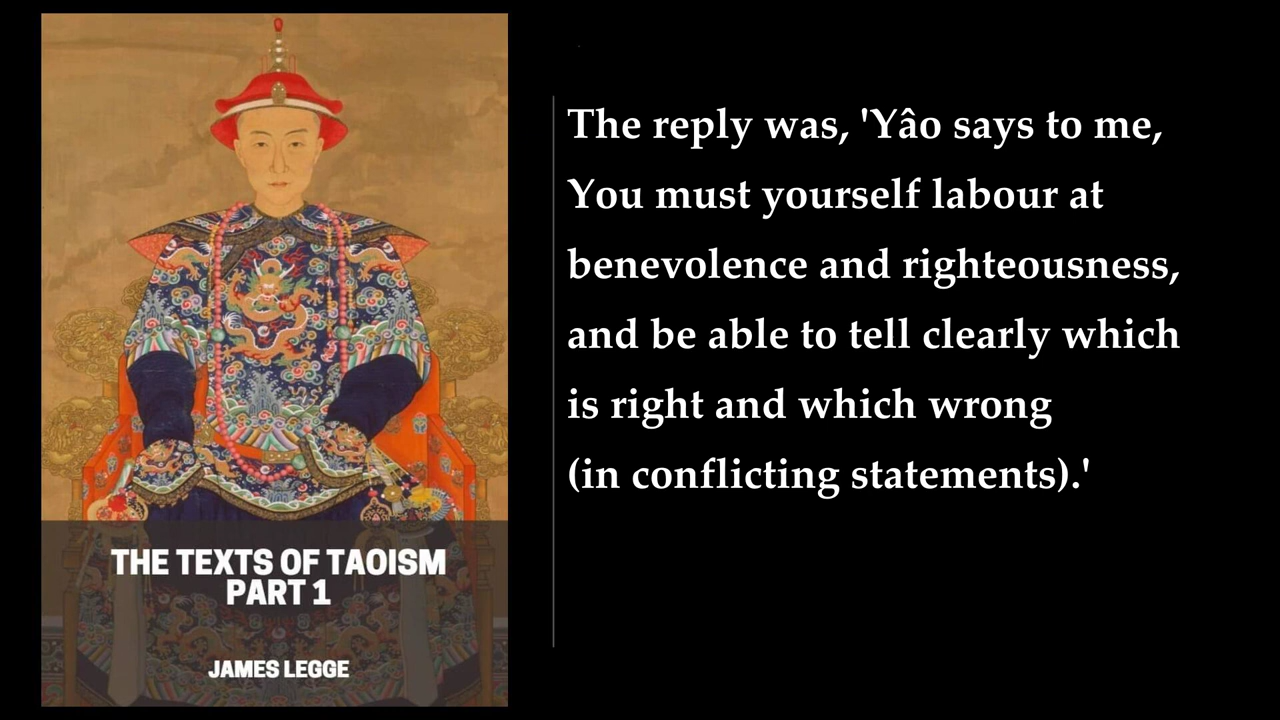 The reply was, 'Yâo says to me,
You must yourself labour at
benevolence and righteousness,
and be able to tell clearly which
is right and which wrong
(in conflicting statements).'
THE TEXTS OF TAOISM
PART 1
JAMES LEGGE